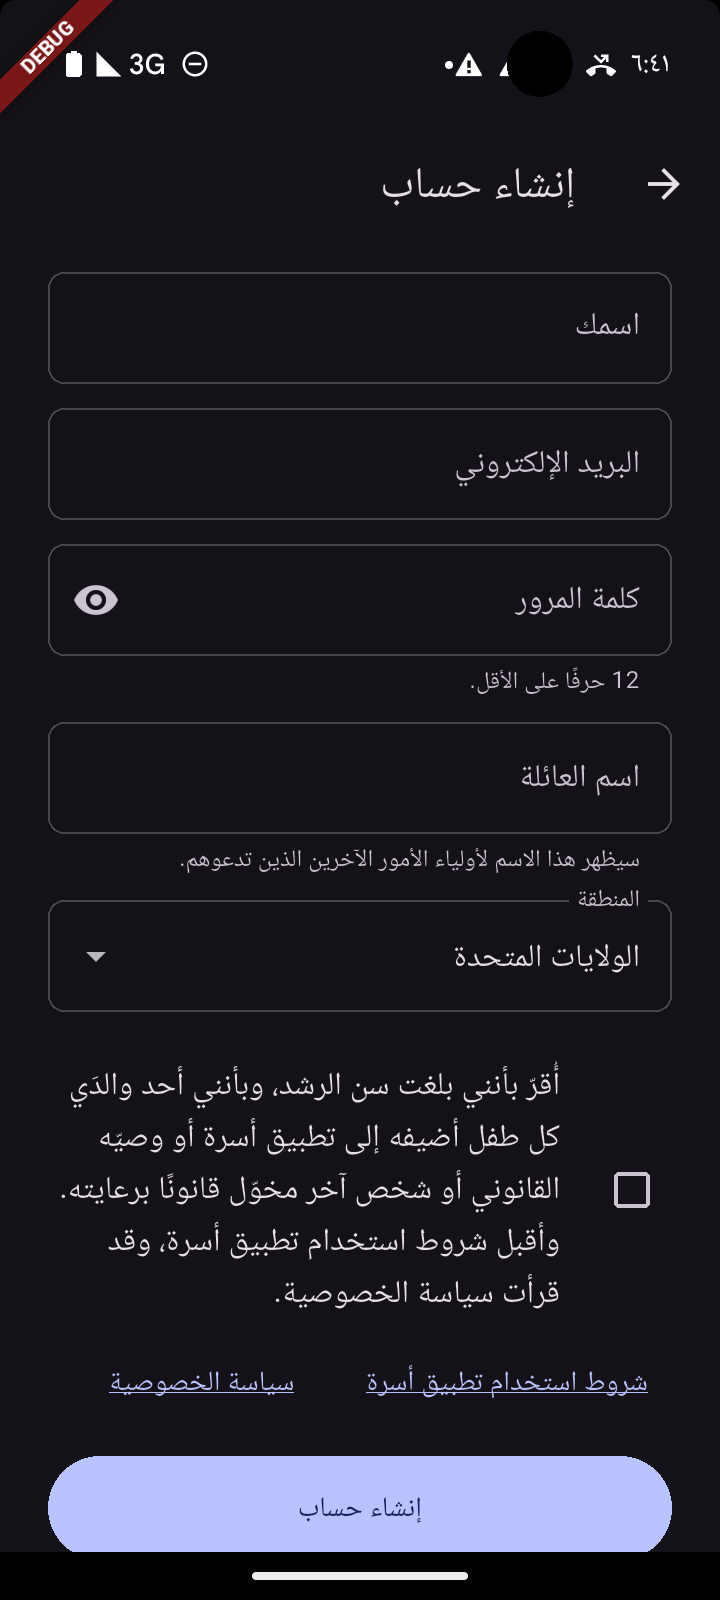 DEBUG
3G
٦:٤١
إنشاء حساب
اسمك
البريد الإلكتروني
كلمة المرور
12 حرفًا على الأقل.
اسم العائلة
سيظهر هذا الاسم لأولياء الأمور الآخرين الذين تدعوهم.
المنطقة
الولايات المتحدة
أُقرّ بأنني بلغت سن الرشد، وبأنني أحد والدَي
كل طفل أضيفه إلى تطبيق أسرة أو وصيّه
القانوني أو شخص آخر مخوّل قانونًا برعايته.
وأقبل شروط استخدام تطبيق أسرة، وقد
قرأت سياسة الخصوصية.
شروط استخدام تطبيق أسرة
سياسة الخصوصية
إنشاء حساب